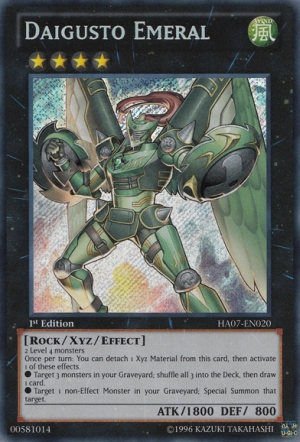 DAIGUSTO EMERAL
WIND
風
1st Edition
HA07-EN020
[ROCK/XYZ/EFFECT]
2 Level 4 monsters
Once per turn: You can detach 1 Xyz Material from this card, then activate
1 of these effects.
● Target 3 monsters in your Graveyard; shuffle all 3 into the Deck, then draw
1 card.
● Target 1 non-Effect Monster in your Graveyard; Special Summon that
target.
ATK/1800 DEF/ 800
00581014
©1996 KAZUKI TAKAHASHI